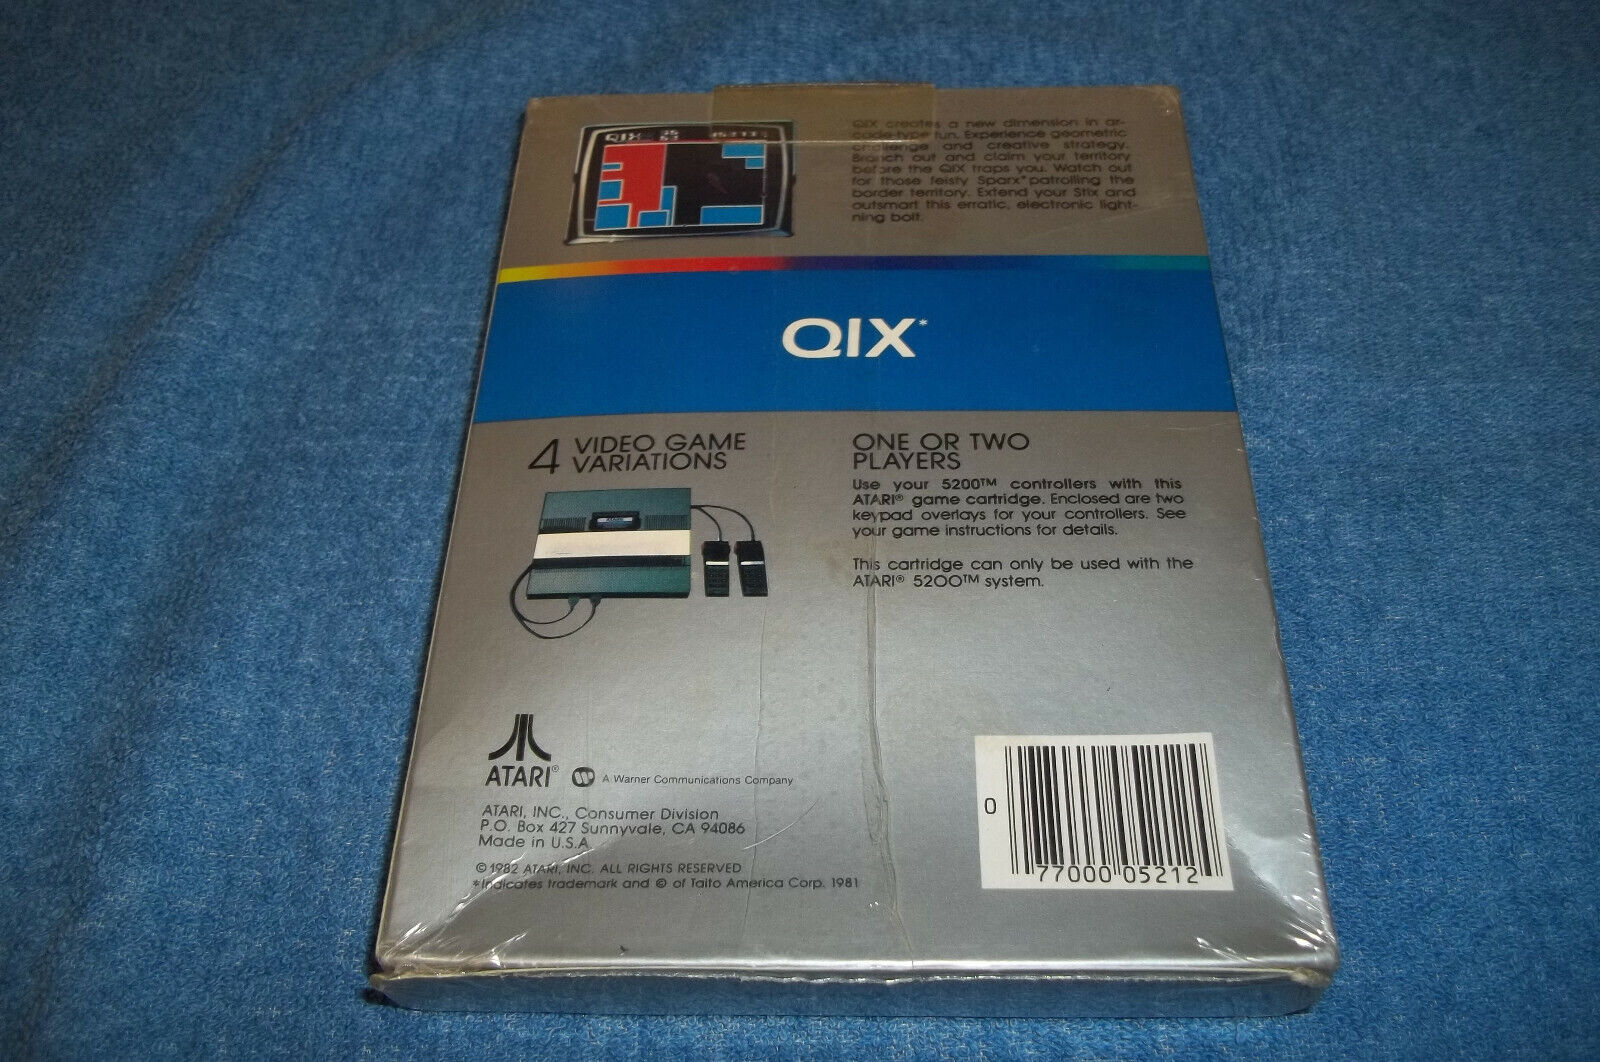 QIX
QIX creates a new dimension in ar-
cade-type fun. Experience geometric
challenge and creative strategy.
Branch out and claim your territory
before the QIX traps you. Watch out
for those feisty Sparx* patrolling the
border territory. Extend your Stix and
outsmart this erratic, electronic light-
ning bolt.
QIX*
4 VIDEO GAME
VARIATIONS
ONE OR TWO
PLAYERS
Use your 5200™ controllers with this
ATARI® game cartridge. Enclosed are two
keypad overlays for your controllers. See
your game instructions for details.
This cartridge can only be used with the
ATARI® 5200™ system.
ATARI® A Warner Communications Company
ATARI, INC., Consumer Division
P.O. Box 427 Sunnyvale, CA 94086
Made in U.S.A.
© 1982 ATARI, INC. ALL RIGHTS RESERVED
*Indicates trademark and © of Taito America Corp. 1981
0 77000 05212